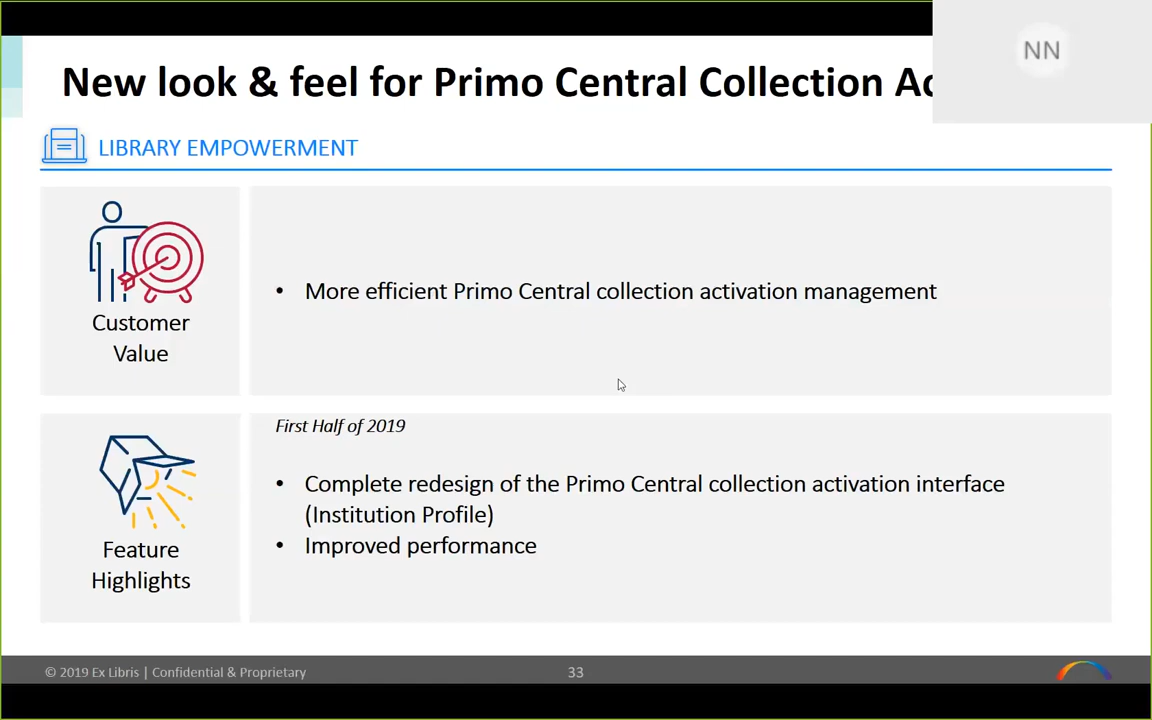 NN
New look & feel for Primo Central Collection
LIBRARY EMPOWERMENT
Customer
Value
• More efficient Primo Central collection activation management
First Half of 2019
• Complete redesign of the Primo Central collection activation interface
(Institution Profile)
• Improved performance
Feature
Highlights
© 2019 Ex Libris | Confidential & Proprietary
33